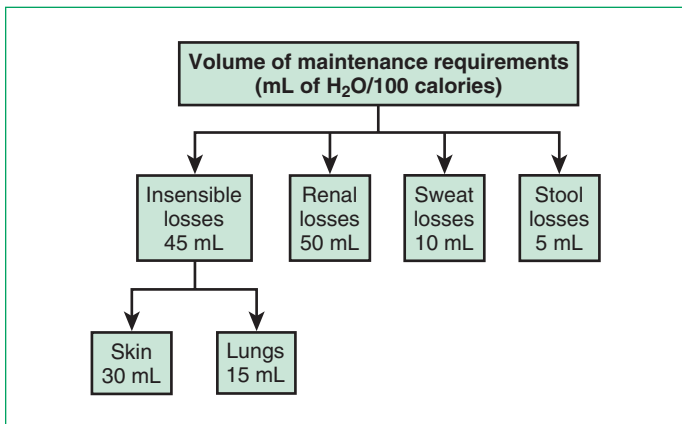 Volume of maintenance requirements
(mL of H₂O/100 calories)
Insensible
losses
45 mL
Renal
losses
50 mL
Sweat
losses
10 mL
Stool
losses
5 mL
Skin
30 mL
Lungs
15 mL